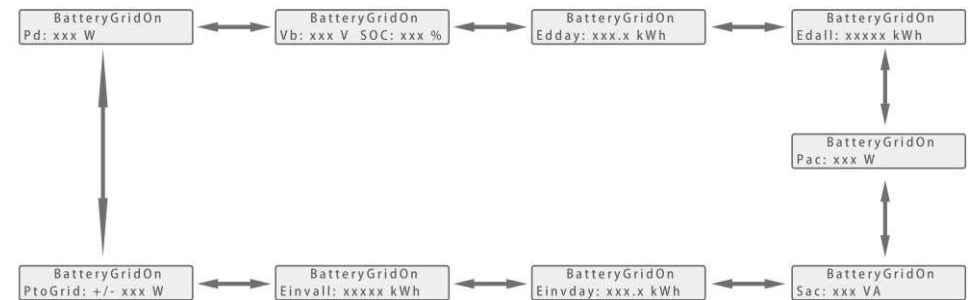 BatteryGridOn
Pd: xxx W
BatteryGridOn
Vb: xxx V SOC: xxx %
BatteryGridOn
Edday: xxx.x kWh
BatteryGridOn
Edall: xxxxx kWh
BatteryGridOn
Pac: xxx W
BatteryGridOn
PtoGrid: +/- xxx W
BatteryGridOn
Einvall: xxxxx kWh
BatteryGridOn
Einvday: xxx.x kWh
BatteryGridOn
Sac: xxx VA